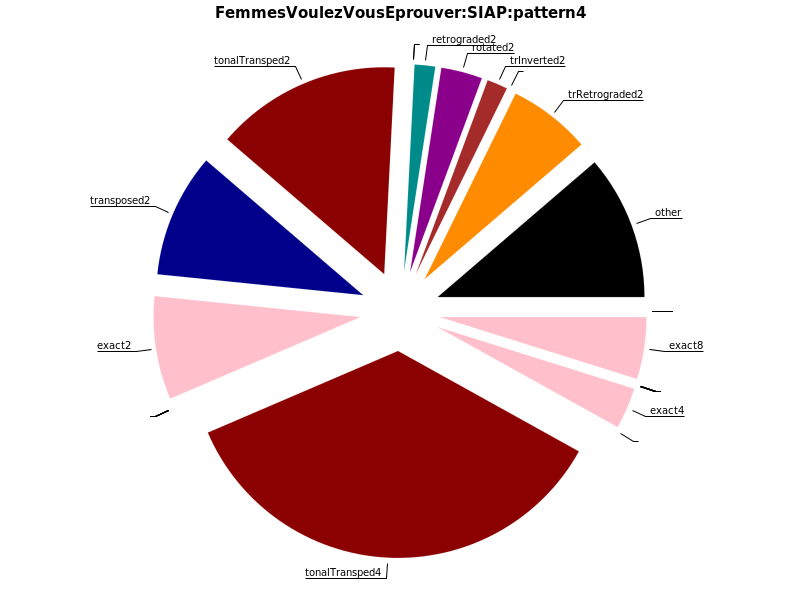 FemmesVoulezVousEprouver:SIAP:pattern4
retrograded2
rotated2
tonalTransped2
trInverted2
trRetrograded2
transposed2
other
exact2
exact8
exact4
tonalTransped4